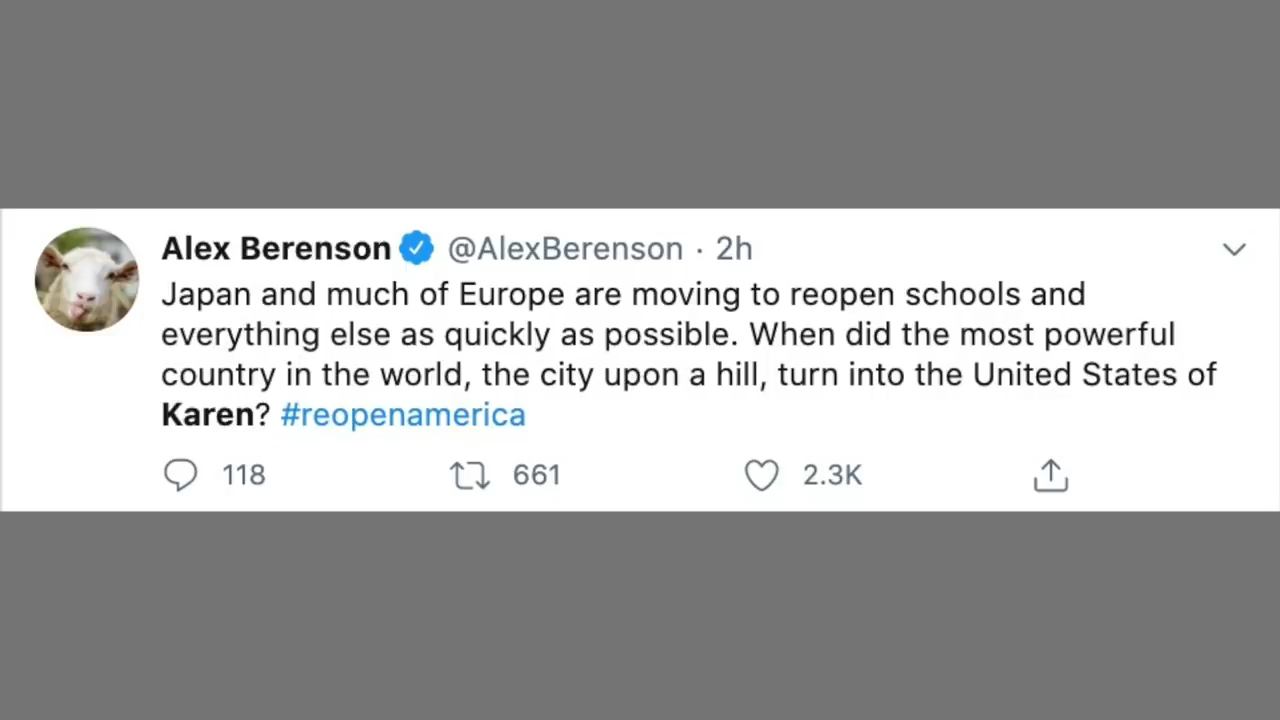 Alex Berenson @AlexBerenson · 2h
Japan and much of Europe are moving to reopen schools and
everything else as quickly as possible. When did the most powerful
country in the world, the city upon a hill, turn into the United States of
Karen? #reopenamerica
118 661 2.3K